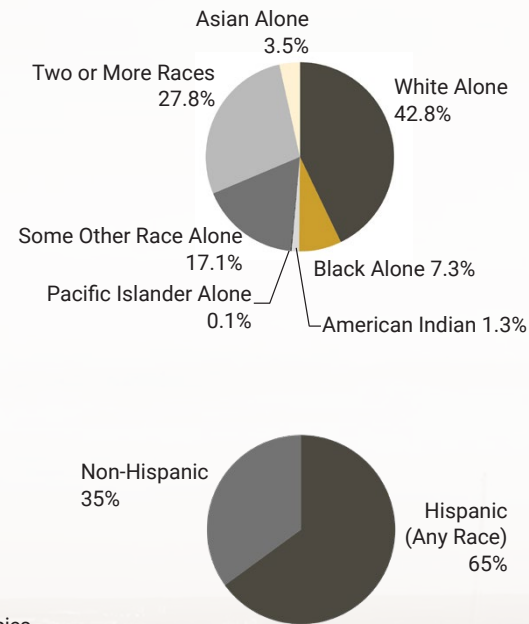 Asian Alone
3.5%
Two or More Races
27.8%
White Alone
42.8%
Some Other Race Alone
17.1%
Black Alone 7.3%
Pacific Islander Alone
0.1%
American Indian 1.3%
Non-Hispanic
35%
Hispanic
(Any Race)
65%